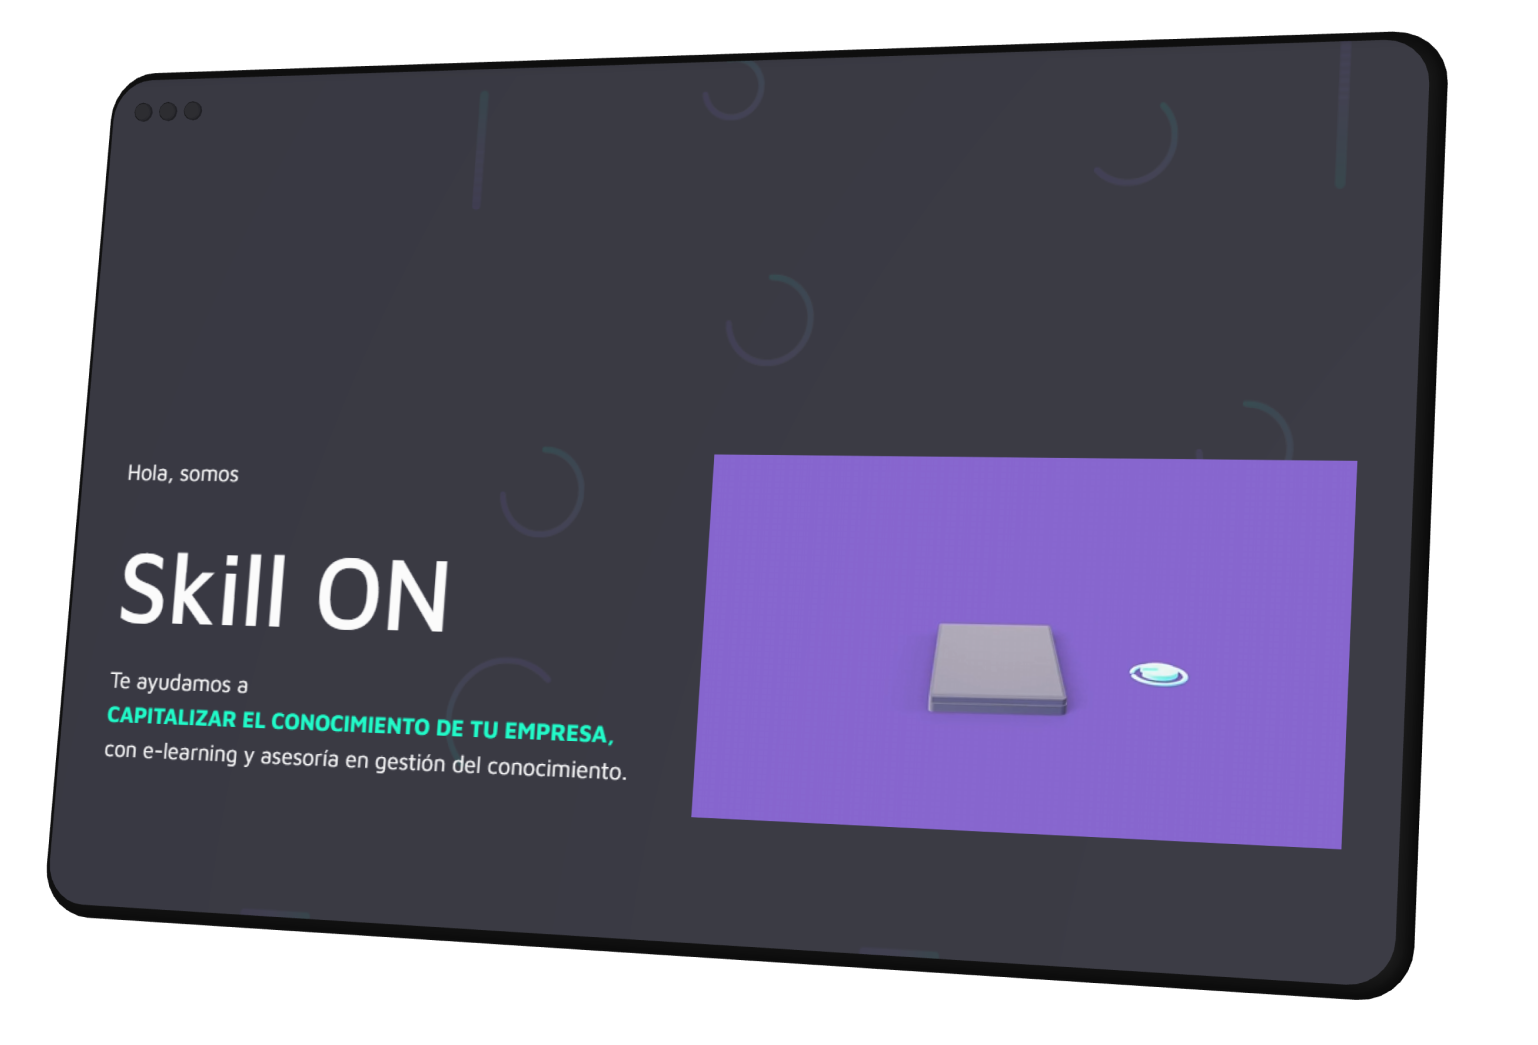 Hola, somos
Skill ON
Te ayudamos a
CAPITALIZAR EL CONOCIMIENTO DE TU EMPRESA,
con e-learning y asesoría en gestión del conocimiento.